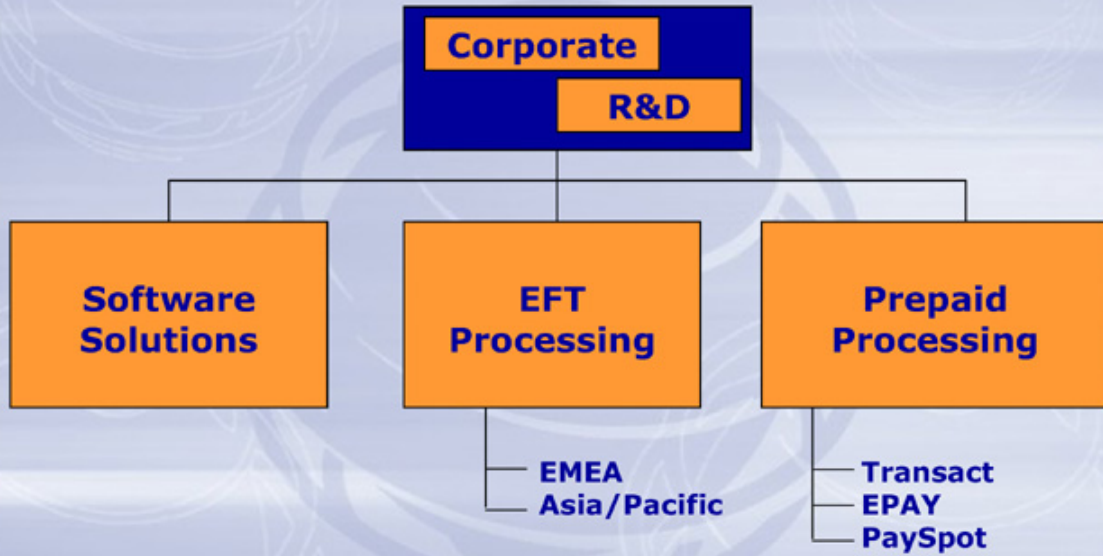 Corporate
R&D
Software
Solutions
EFT
Processing
Prepaid
Processing
EMEA
Asia/Pacific
Transact
EPAY
PaySpot